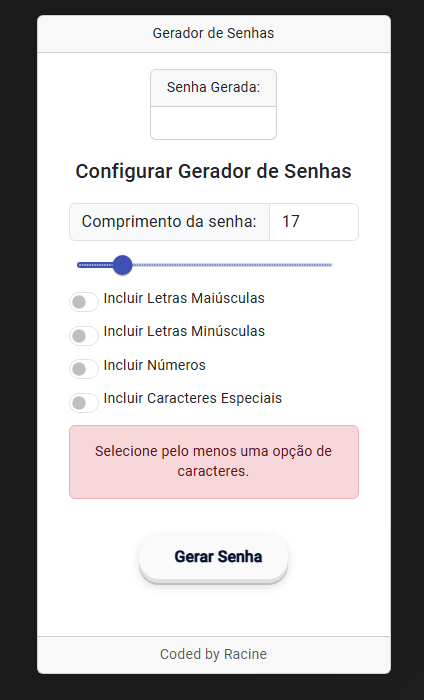 Gerador de Senhas
Senha Gerada:
Configurar Gerador de Senhas
Comprimento da senha: 17
Incluir Letras Maiúsculas
Incluir Letras Minúsculas
Incluir Números
Incluir Caracteres Especiais
Selecione pelo menos uma opção de
caracteres.
Gerar Senha
Coded by Racine